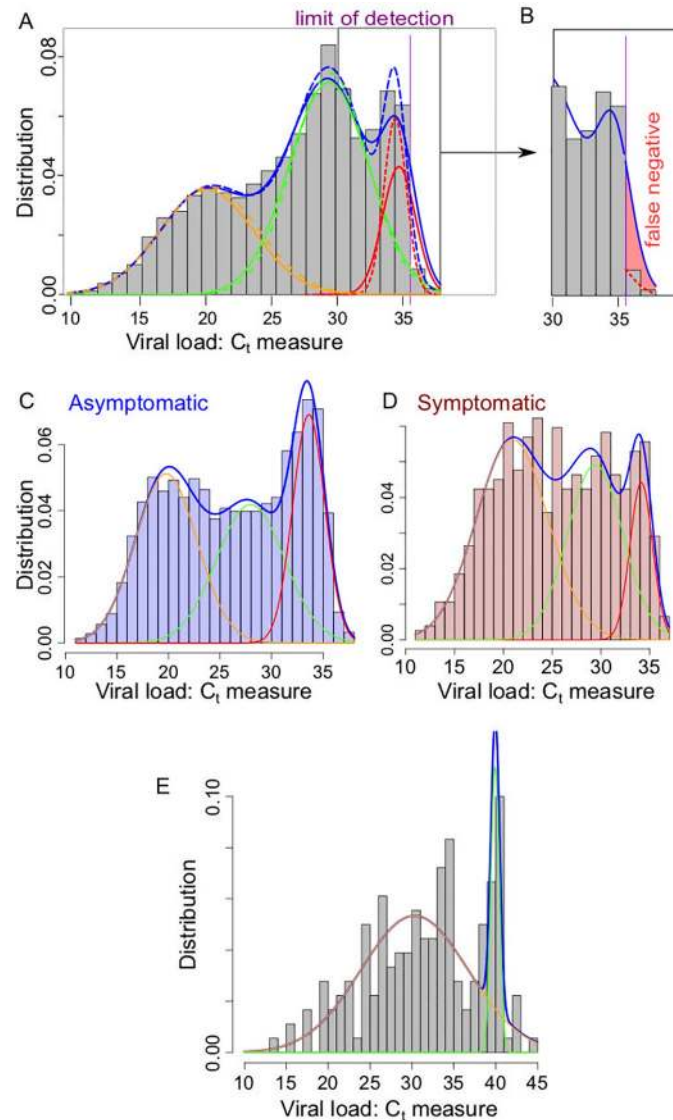 A
limit of detection
B
Distribution
0.08
0.04
0.00
10 15 20 25 30 35
Viral load: Ct measure
false negative
30 35
C Asymptomatic
Distribution
0.06
0.04
0.02
0.00
10 15 20 25 30 35
Viral load: Ct measure
D Symptomatic
0.04
0.02
0.00
10 15 20 25 30 35
Viral load: Ct measure
E
Distribution
0.10
0.00
10 15 20 25 30 35 40 45
Viral load: Ct measure